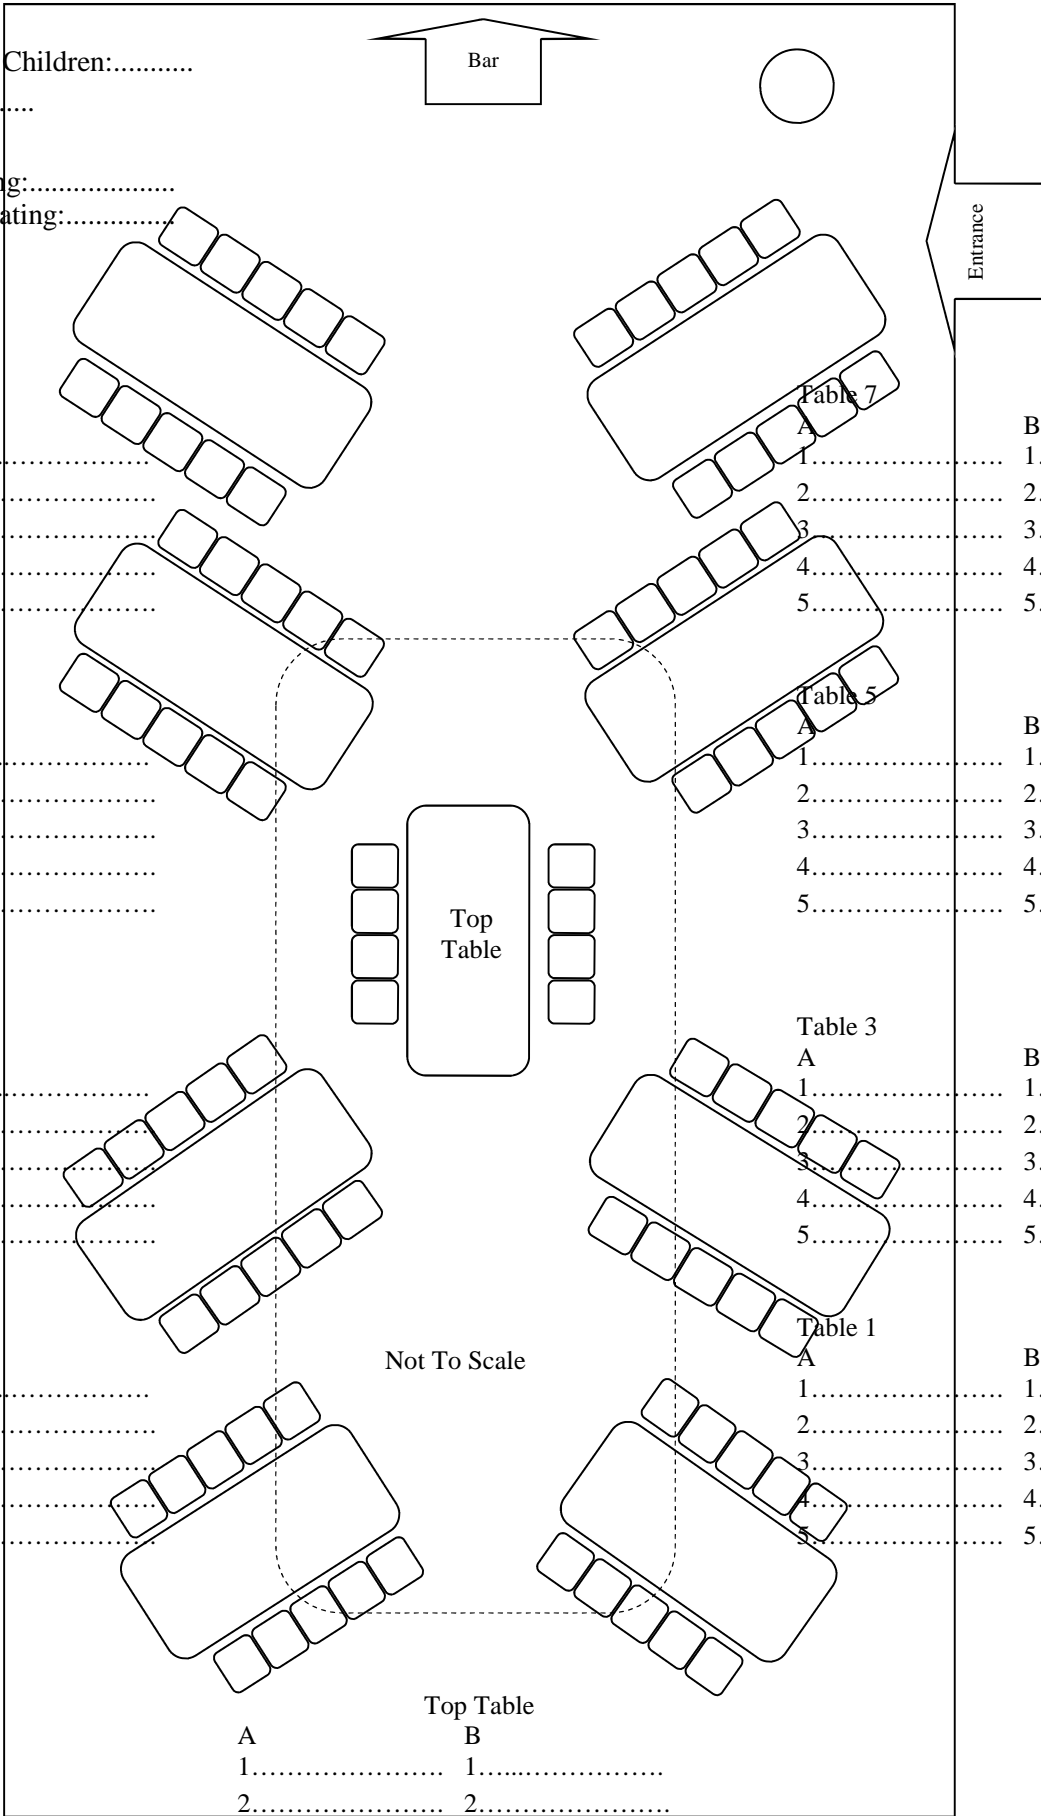 Children:...........
Bar
.....
ng:....................
ating:...............
Entrance
Table 7
A B
1…………………. 1.
2…………………. 2.
3…………………. 3.
4…………………. 4.
5…………………. 5.
Table 5
A B
1…………………. 1.
2…………………. 2.
3…………………. 3.
4…………………. 4.
5…………………. 5.
Top
Table
Table 3
A B
1…………………. 1.
2…………………. 2.
3…………………. 3.
4…………………. 4.
5…………………. 5.
Table 1
Not To Scale
A B
1…………………. 1.
2…………………. 2.
3…………………. 3.
4…………………. 4.
5…………………. 5.
Top Table
A B
1…………………. 1…...…………….
2…………………. 2………………….